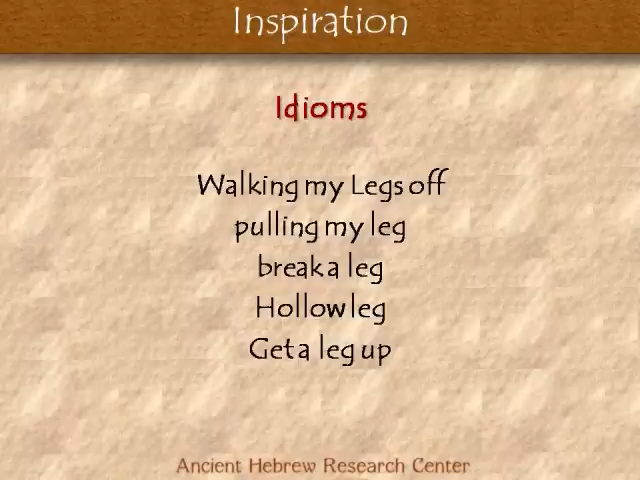 Inspiration
Idioms
Walking my Legs off
pulling my leg
break a leg
Hollow leg
Get a leg up
Ancient Hebrew Research Center